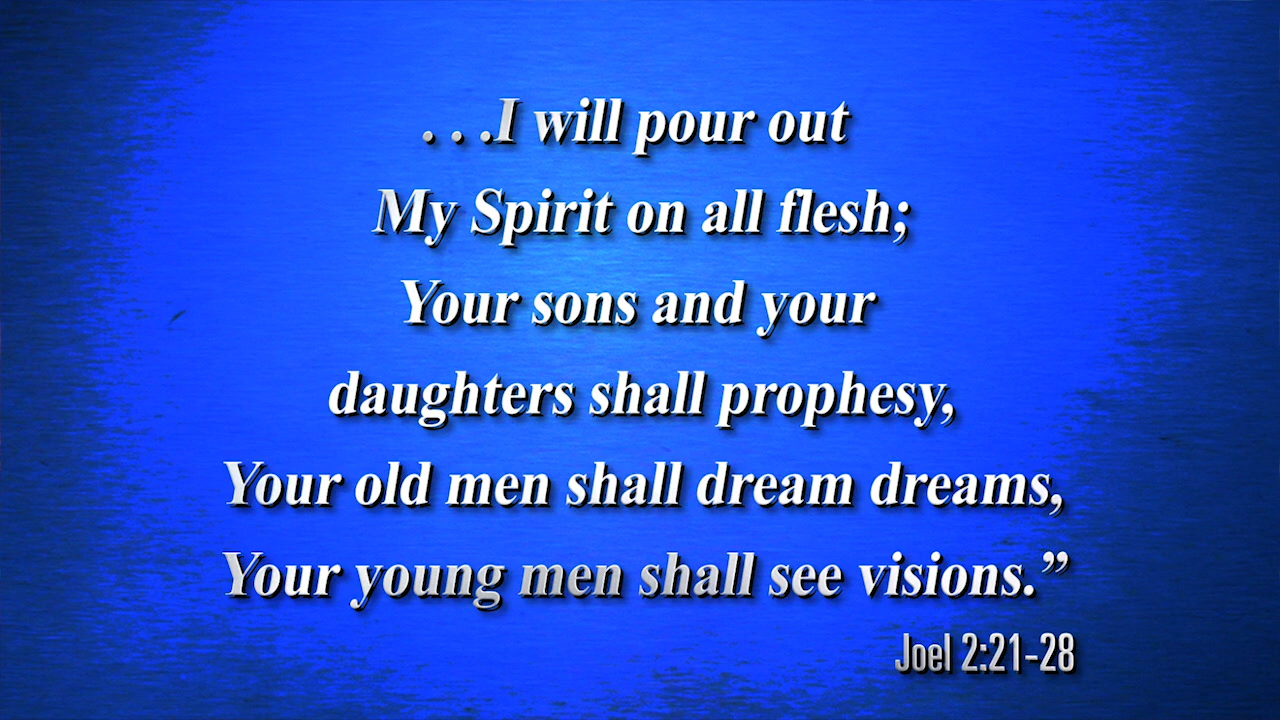 . . .I will pour out
My Spirit on all flesh;
Your sons and your
daughters shall prophesy,
Your old men shall dream dreams,
Your young men shall see visions.”
Joel 2:21-28